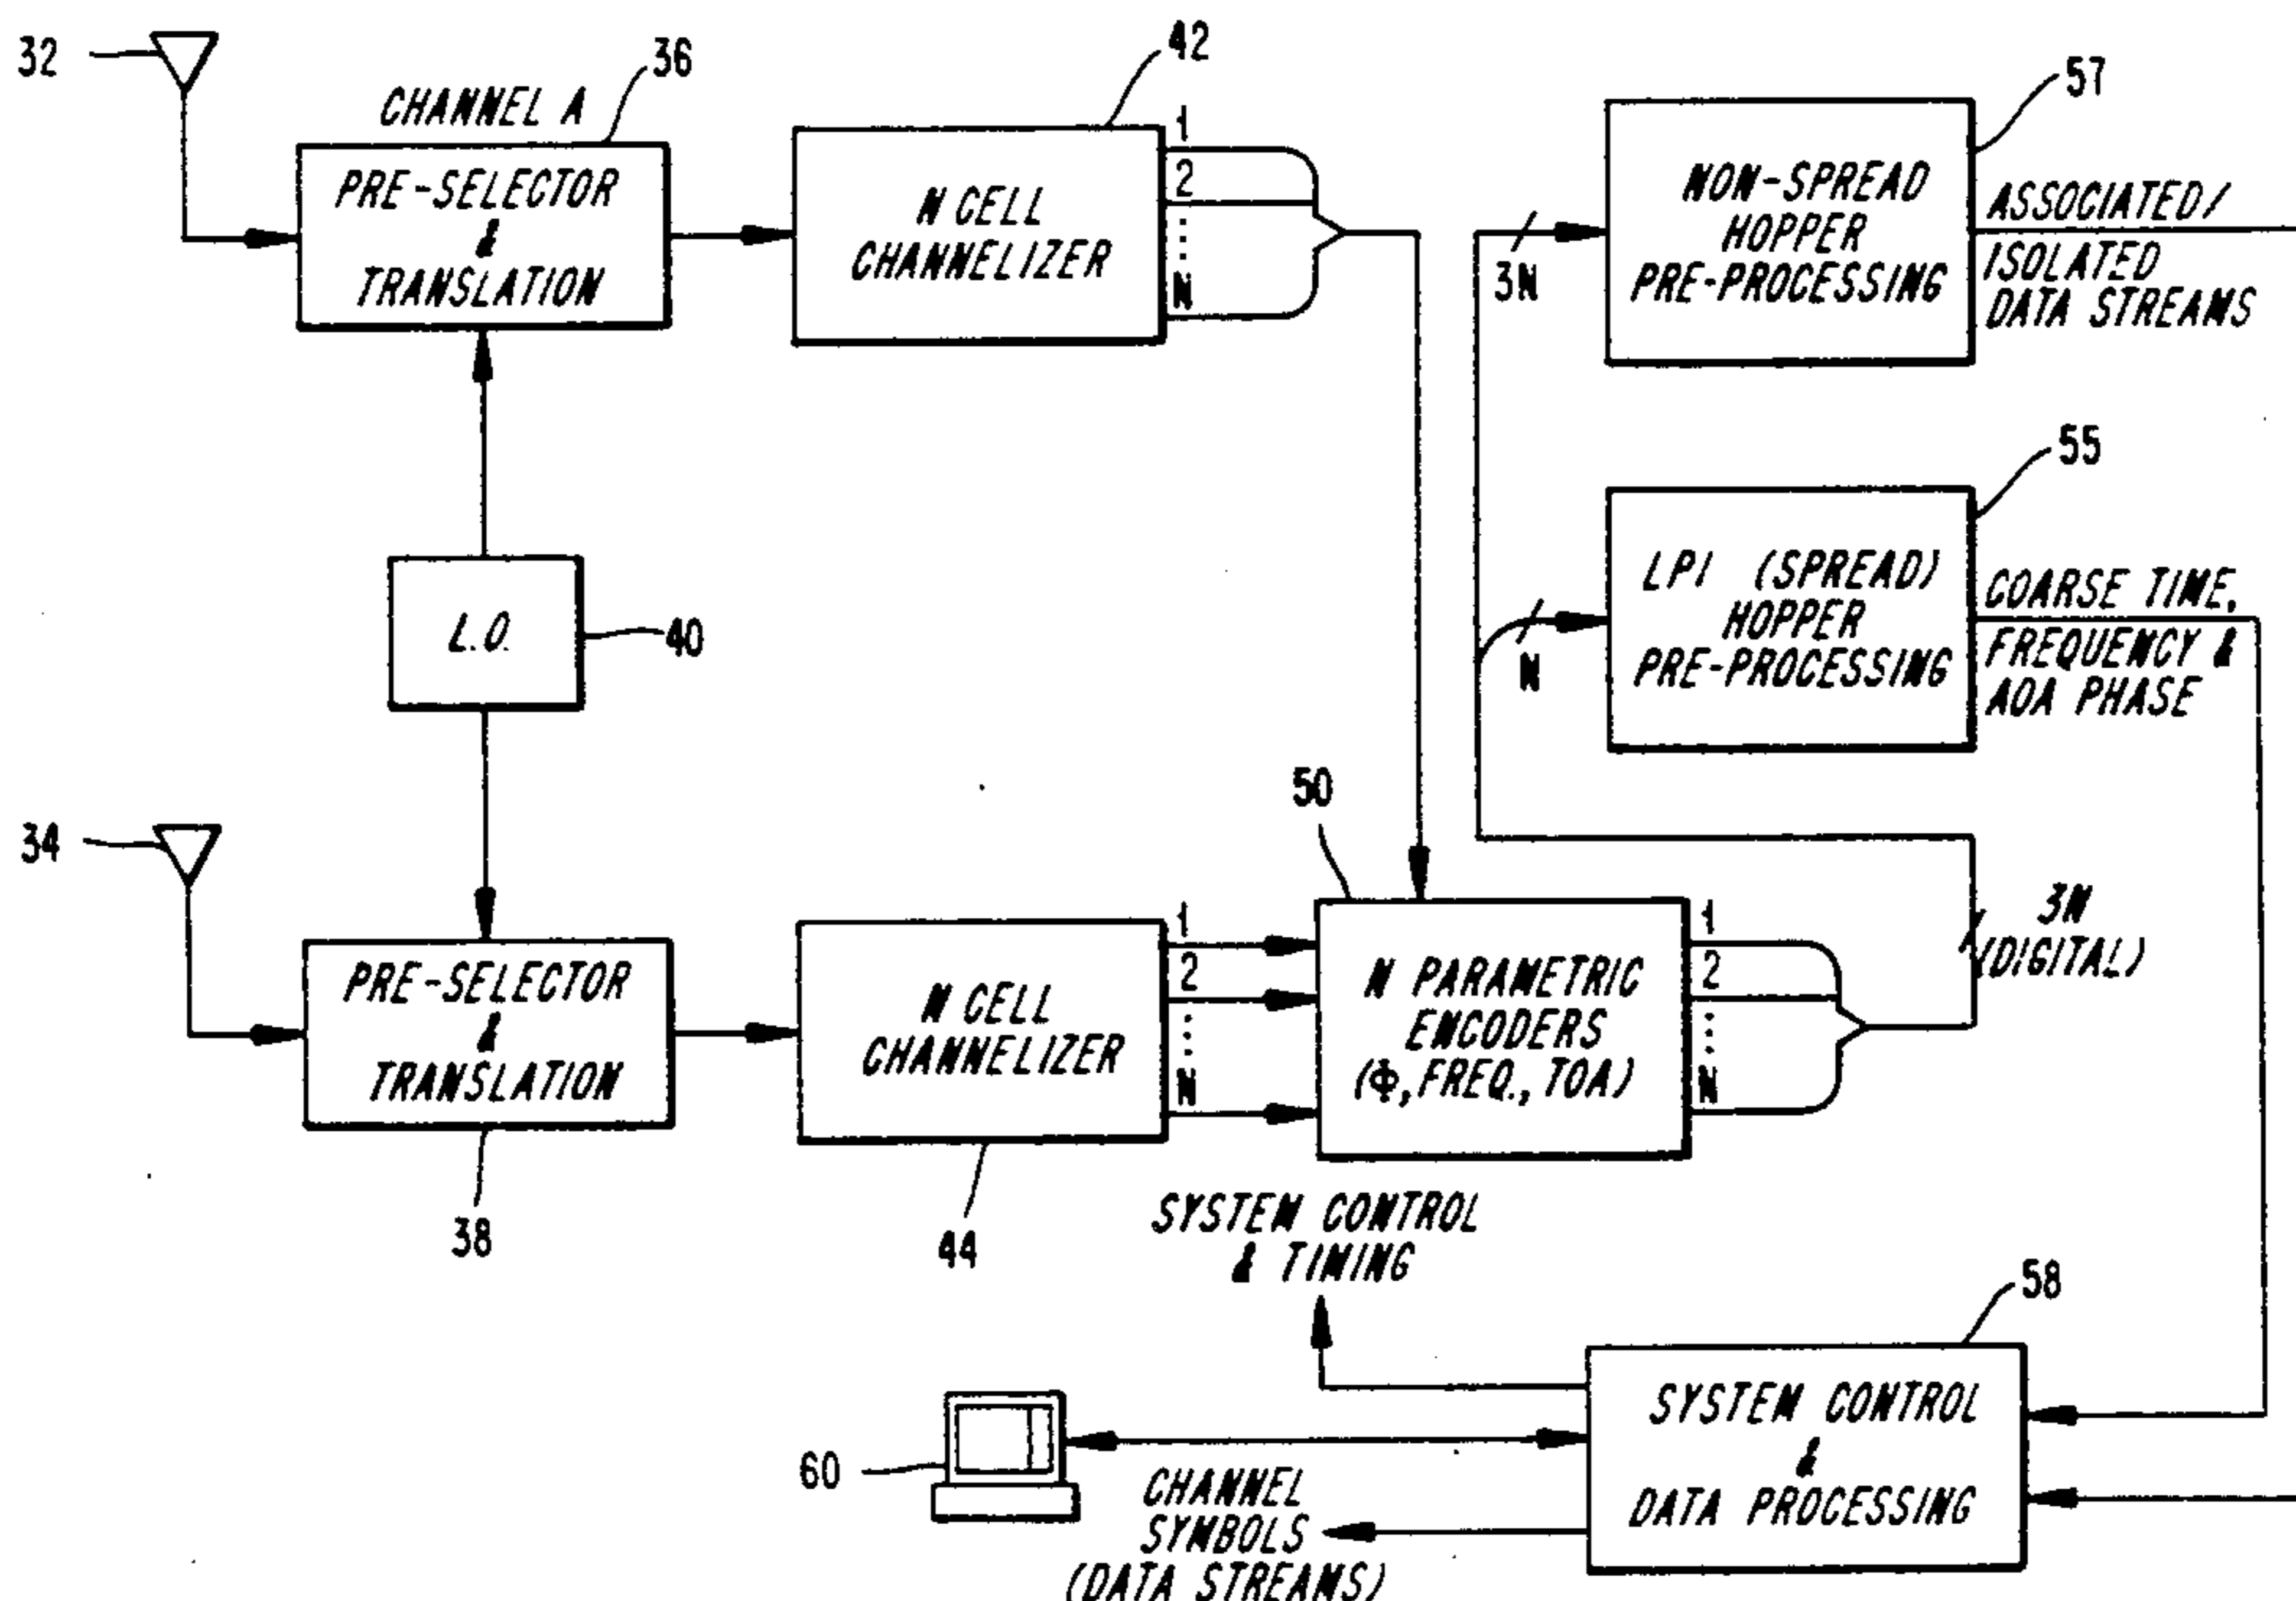 32
CHANNEL A
36
PRE-SELECTOR
&
TRANSLATION
42
N CELL
CHANNELIZER
1
2
N
57
NON-SPREAD
HOPPER
PRE-PROCESSING
3N
ASSOCIATED/
ISOLATED
DATA STREAMS
L.O.
40
55
LPI (SPREAD)
HOPPER
PRE-PROCESSING
N
COARSE TIME,
FREQUENCY &
AOA PHASE
34
PRE-SELECTOR
&
TRANSLATION
38
N CELL
CHANNELIZER
44
1
2
N
50
N PARAMETRIC
ENCODERS
(Φ, FREQ., TOA)
1
2
N
3N
(DIGITAL)
SYSTEM CONTROL
& TIMING
58
SYSTEM CONTROL
&
DATA PROCESSING
60
CHANNEL
SYMBOLS
(DATA STREAMS)